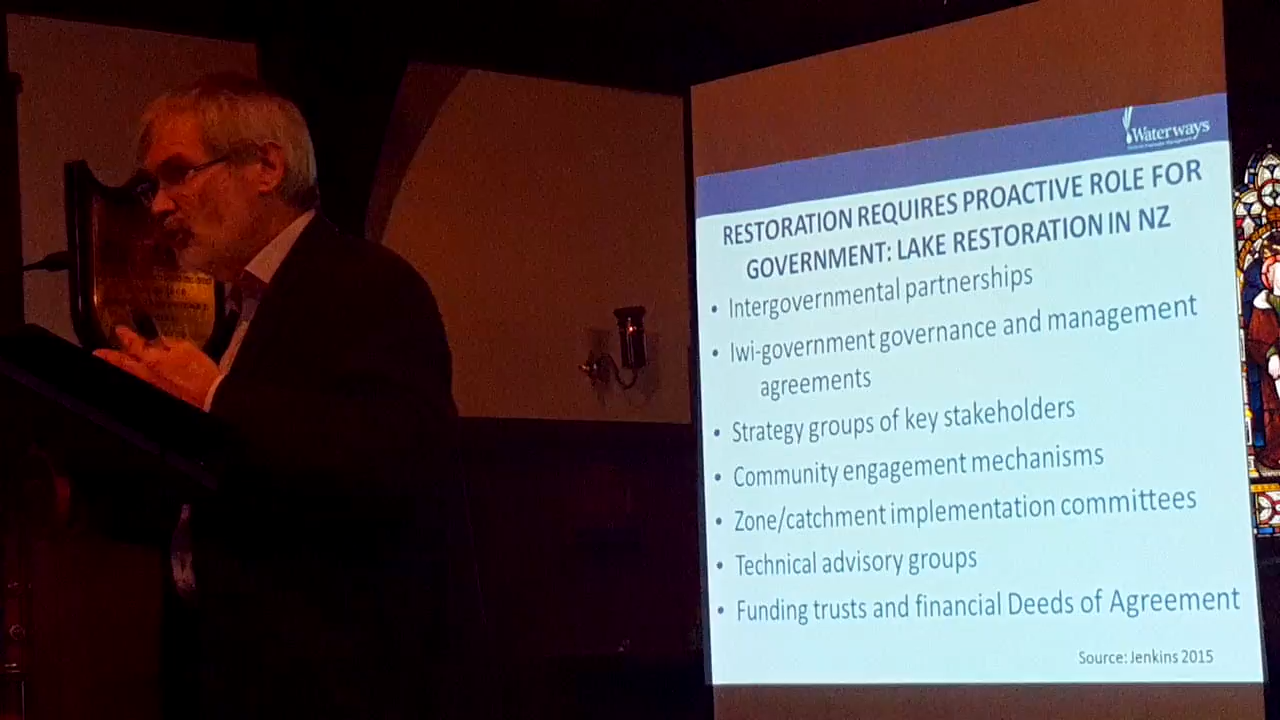 Waterways
RESTORATION REQUIRES PROACTIVE ROLE FOR
GOVERNMENT: LAKE RESTORATION IN NZ
• Intergovernmental partnerships
• Iwi-government governance and management
agreements
• Strategy groups of key stakeholders
• Community engagement mechanisms
• Zone/catchment implementation committees
• Technical advisory groups
• Funding trusts and financial Deeds of Agreement
Source: Jenkins 2015